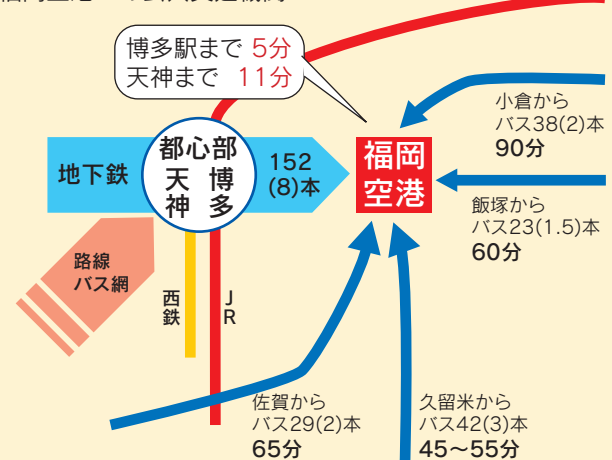 博多駅まで 5分
天神まで 11分
小倉から
バス38(2)本
90分
地下鉄
都心部
天神
博多
152
(8)本
福岡
空港
飯塚から
バス23(1.5)本
60分
路線
バス網
西鉄
JR
佐賀から
バス29(2)本
65分
久留米から
バス42(3)本
45〜55分